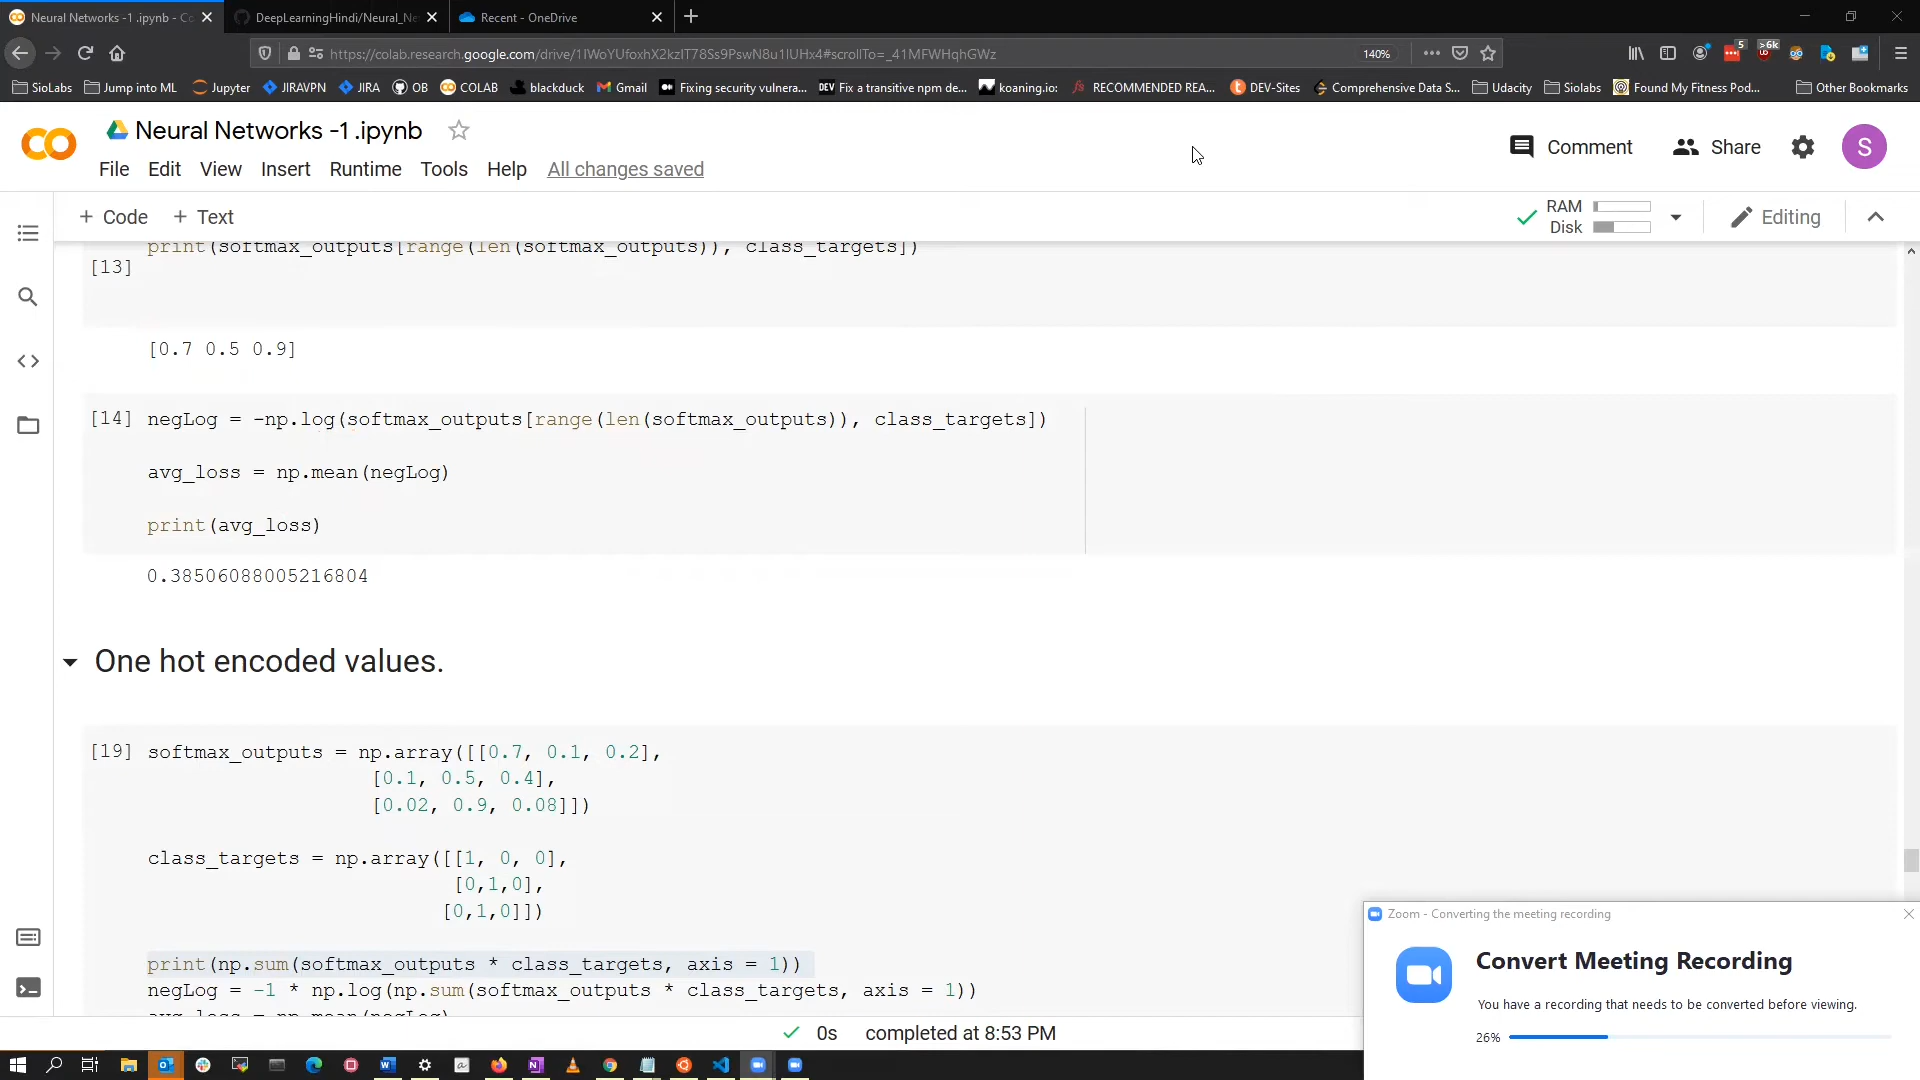 Neural Networks -1 .ipynb - Co
DeepLearningHindi/Neural_Ne
Recent - OneDrive
https://colab.research.google.com/drive/1IWoYUfoxhX2kzIT78Ss9PswN8u1IUHx4#scrollTo=_41MFWHqhGWz
140%
5
>6k
SioLabs
Jump into ML
Jupyter
JIRAVPN
JIRA
OB
COLAB
blackduck
Gmail
Fixing security vulnera...
DEV Fix a transitive npm de...
koaning.io:
RECOMMENDED REA...
DEV-Sites
Comprehensive Data S...
Udacity
Siolabs
Found My Fitness Pod...
Other Bookmarks
Neural Networks -1 .ipynb
Comment
Share
S
File Edit View Insert Runtime Tools Help All changes saved
+ Code + Text
RAM
Disk
Editing
print(softmax_outputs[range(len(softmax_outputs)), class_targets])
[13]
[0.7 0.5 0.9]
[14] negLog = -np.log(softmax_outputs[range(len(softmax_outputs)), class_targets])
avg_loss = np.mean(negLog)
print(avg_loss)
0.38506088005216804
One hot encoded values.
[19] softmax_outputs = np.array([[0.7, 0.1, 0.2],
[0.1, 0.5, 0.4],
[0.02, 0.9, 0.08]])
class_targets = np.array([[1, 0, 0],
[0,1,0],
[0,1,0]])
print(np.sum(softmax_outputs * class_targets, axis = 1))
negLog = -1 * np.log(np.sum(softmax_outputs * class_targets, axis = 1))
avg_loss = np.mean(negLog)
0s completed at 8:53 PM
Zoom - Converting the meeting recording
Convert Meeting Recording
You have a recording that needs to be converted before viewing.
26%